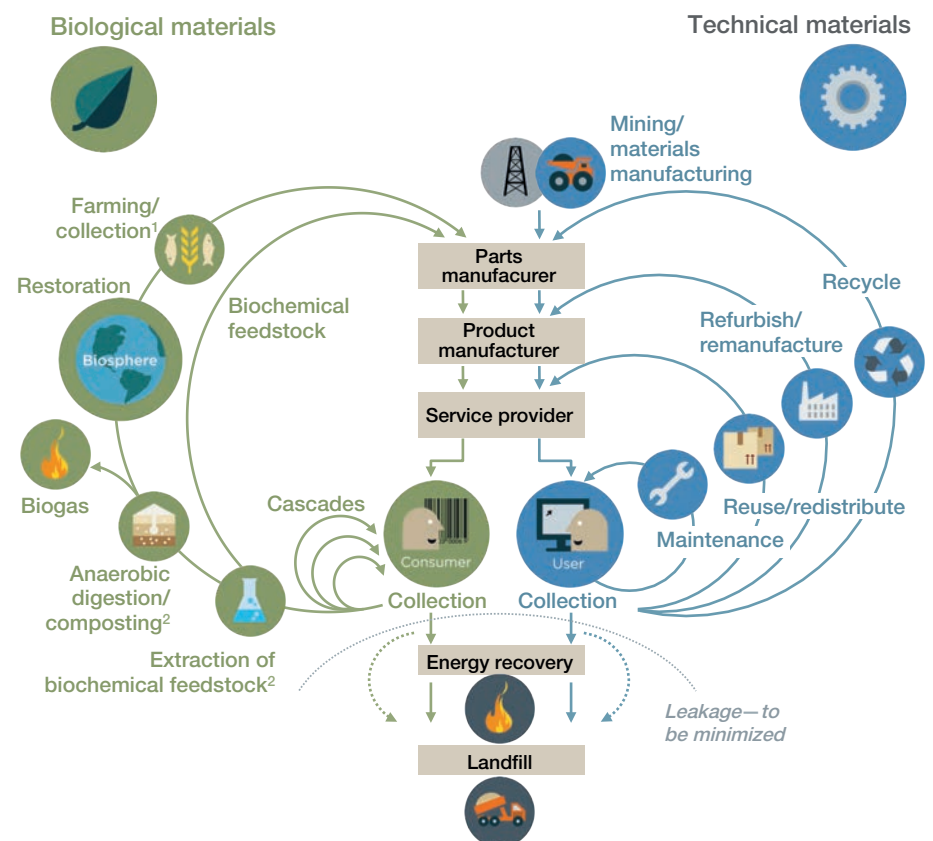 Biological materials
Technical materials
Mining/
materials
manufacturing
Farming/
collection¹
Parts
manufacurer
Restoration
Recycle
Biochemical
feedstock
Refurbish/
remanufacture
Product
manufacturer
Biosphere
Service provider
Biogas
Cascades
Reuse/redistribute
Maintenance
Consumer
User
Anaerobic
digestion/
composting²
Collection
Collection
Extraction of
biochemical feedstock²
Energy recovery
Leakage—to
be minimized
Landfill